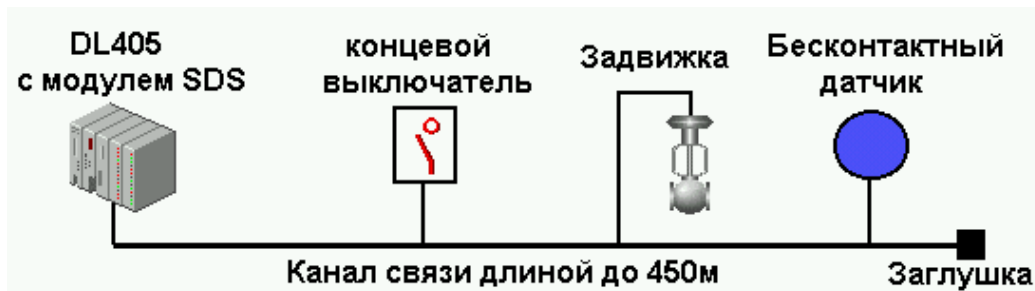 DL405
с модулем SDS
концевой
выключатель
Задвижка
Бесконтактный
датчик
Канал связи длиной до 450м
Заглушка